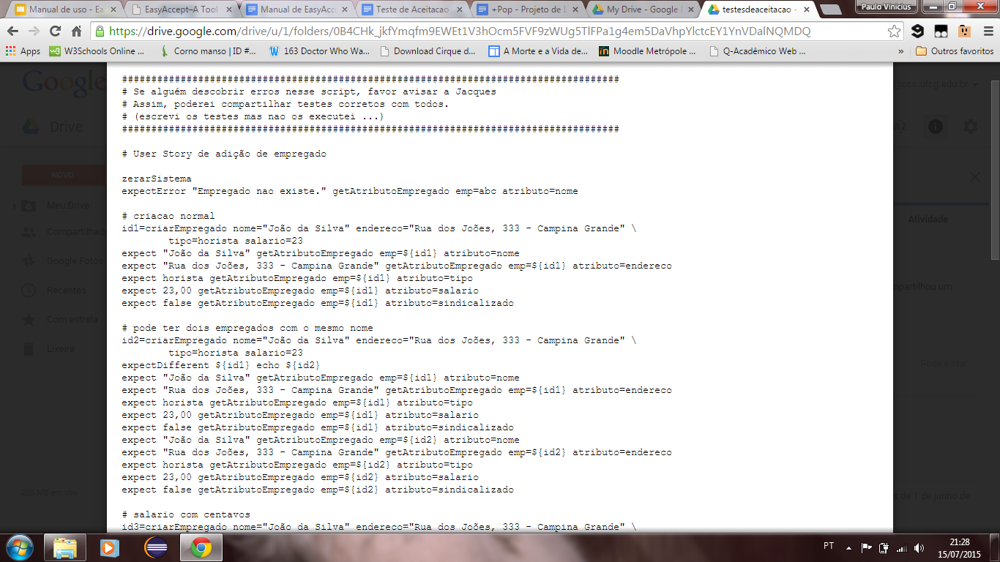 Manual de uso - Ea
EasyAccept–A Tool
Manual de EasyAcc
Teste de Aceitacao
+Pop - Projeto de
My Drive - Google
testesdeaceitacao -
Paulo Vinicius
https://drive.google.com/drive/u/1/folders/0B4CHk_jkfYmqfm9EWEt1V3hOcm5FVF9zWUg5TlFPa1g4em5DaVhpYlctcEY1YnVDalNQMDQ
Apps
W3Schools Online ...
Corno manso | ID #...
163 Doctor Who Wa...
Download Cirque d...
A Morte e a Vida de...
Moodle Metrópole ...
Q-Acadêmico Web ...
»
Outros favoritos
Google
@ccc.ufcg.edu.br
Drive
NOVO
Meu Drive
Compartilhad
Google Fotos
Recentes
Com estrela
Lixeira
Atividade
mpartilhou um
Pode editar
de 1 de junho de
#####################################################################################
# Se alguém descobrir erros nesse script, favor avisar a Jacques
# Assim, poderei compartilhar testes corretos com todos.
# (escrevi os testes mas nao os executei ...)
#####################################################################################
# User Story de adição de empregado
zerarSistema
expectError "Empregado nao existe." getAtributoEmpregado emp=abc atributo=nome
# criacao normal
id1=criarEmpregado nome="João da Silva" endereco="Rua dos Joões, 333 - Campina Grande" \
tipo=horista salario=23
expect "João da Silva" getAtributoEmpregado emp=${id1} atributo=nome
expect "Rua dos Joões, 333 - Campina Grande" getAtributoEmpregado emp=${id1} atributo=endereco
expect horista getAtributoEmpregado emp=${id1} atributo=tipo
expect 23,00 getAtributoEmpregado emp=${id1} atributo=salario
expect false getAtributoEmpregado emp=${id1} atributo=sindicalizado
# pode ter dois empregados com o mesmo nome
id2=criarEmpregado nome="João da Silva" endereco="Rua dos Joões, 333 - Campina Grande" \
tipo=horista salario=23
expectDifferent ${id1} echo ${id2}
expect "João da Silva" getAtributoEmpregado emp=${id1} atributo=nome
expect "Rua dos Joões, 333 - Campina Grande" getAtributoEmpregado emp=${id1} atributo=endereco
expect horista getAtributoEmpregado emp=${id1} atributo=tipo
expect 23,00 getAtributoEmpregado emp=${id1} atributo=salario
expect false getAtributoEmpregado emp=${id1} atributo=sindicalizado
expect "João da Silva" getAtributoEmpregado emp=${id2} atributo=nome
expect "Rua dos Joões, 333 - Campina Grande" getAtributoEmpregado emp=${id2} atributo=endereco
expect horista getAtributoEmpregado emp=${id2} atributo=tipo
expect 23,00 getAtributoEmpregado emp=${id2} atributo=salario
expect false getAtributoEmpregado emp=${id2} atributo=sindicalizado
# salario com centavos
id3=criarEmpregado nome="João da Silva" endereco="Rua dos Joões, 333 - Campina Grande" \
PT
21:28
15/07/2015